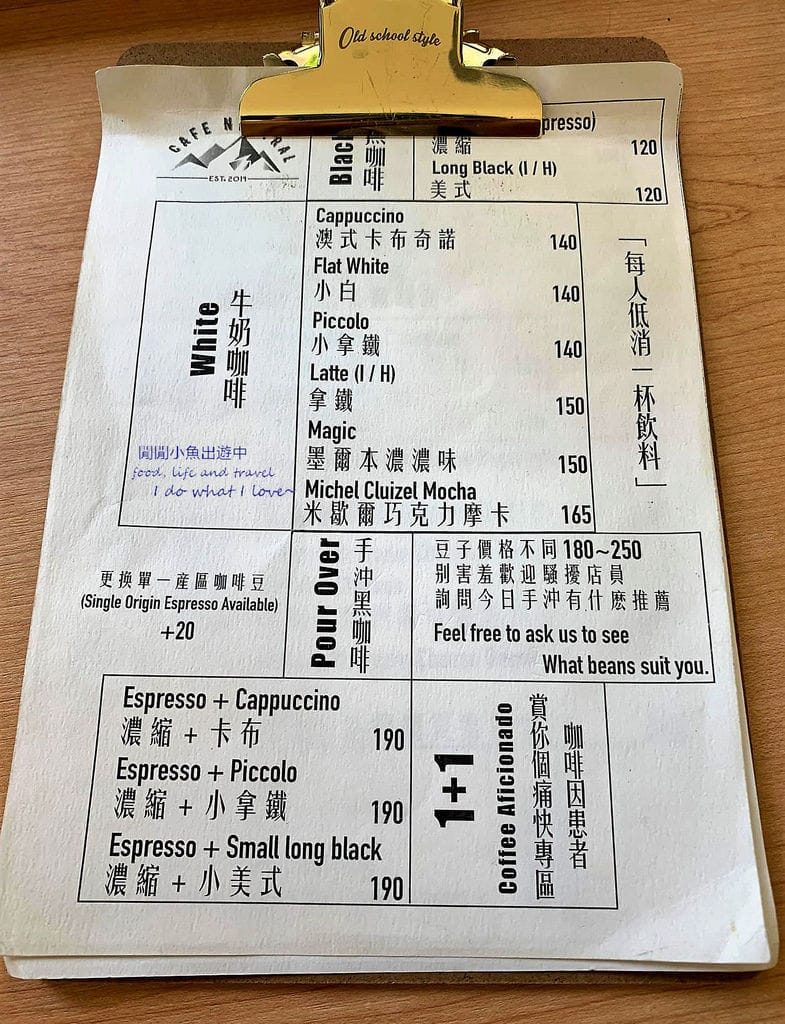 Old school style
CAFE N
RAL
EST. 2019
Black
黑咖啡
presso)
濃縮 120
Long Black (I / H)
美式 120
White
牛奶咖啡
Cappuccino
澳式卡布奇諾 140
Flat White
小白 140
Piccolo
小拿鐵 140
Latte (I / H)
拿鐵 150
Magic
墨爾本濃濃味 150
Michel Cluizel Mocha
米歇爾巧克力摩卡 165
「每人低消一杯飲料」
閒閒小魚出遊中
food, life and travel
I do what I love~
更換單一產區咖啡豆
(Single Origin Espresso Available)
+20
Pour Over
手沖黑咖啡
豆子價格不同 180~250
別害羞歡迎騷擾店員
詢問今日手沖有什麼推薦
Feel free to ask us to see
What beans suit you.
Espresso + Cappuccino
濃縮 + 卡布 190
Espresso + Piccolo
濃縮 + 小拿鐵 190
Espresso + Small long black
濃縮 + 小美式 190
1+1
Coffee Aficionado
咖啡因患者
賞你個痛快專區